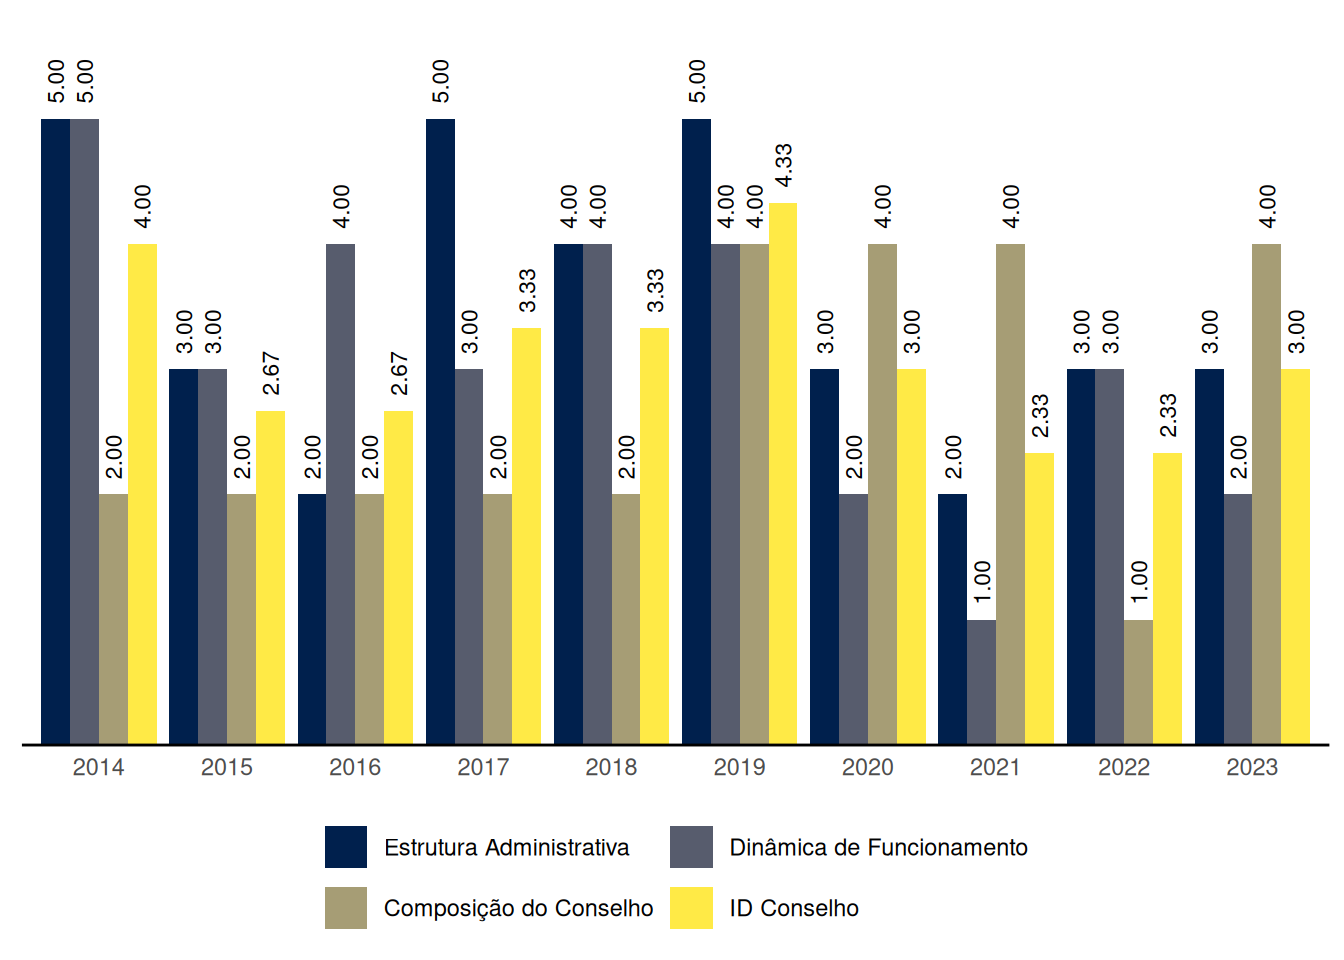 5.00 5.00 2.00 4.00
3.00 3.00 2.00 2.67
2.00 4.00 2.00 2.67
5.00 3.00 2.00 3.33
4.00 4.00 2.00 3.33
5.00 4.00 4.00 4.33
3.00 2.00 4.00 3.00
2.00 1.00 4.00 2.33
3.00 3.00 1.00 2.33
3.00 2.00 4.00 3.00
2014 2015 2016 2017 2018 2019 2020 2021 2022 2023
Estrutura Administrativa Dinâmica de Funcionamento
Composição do Conselho ID Conselho